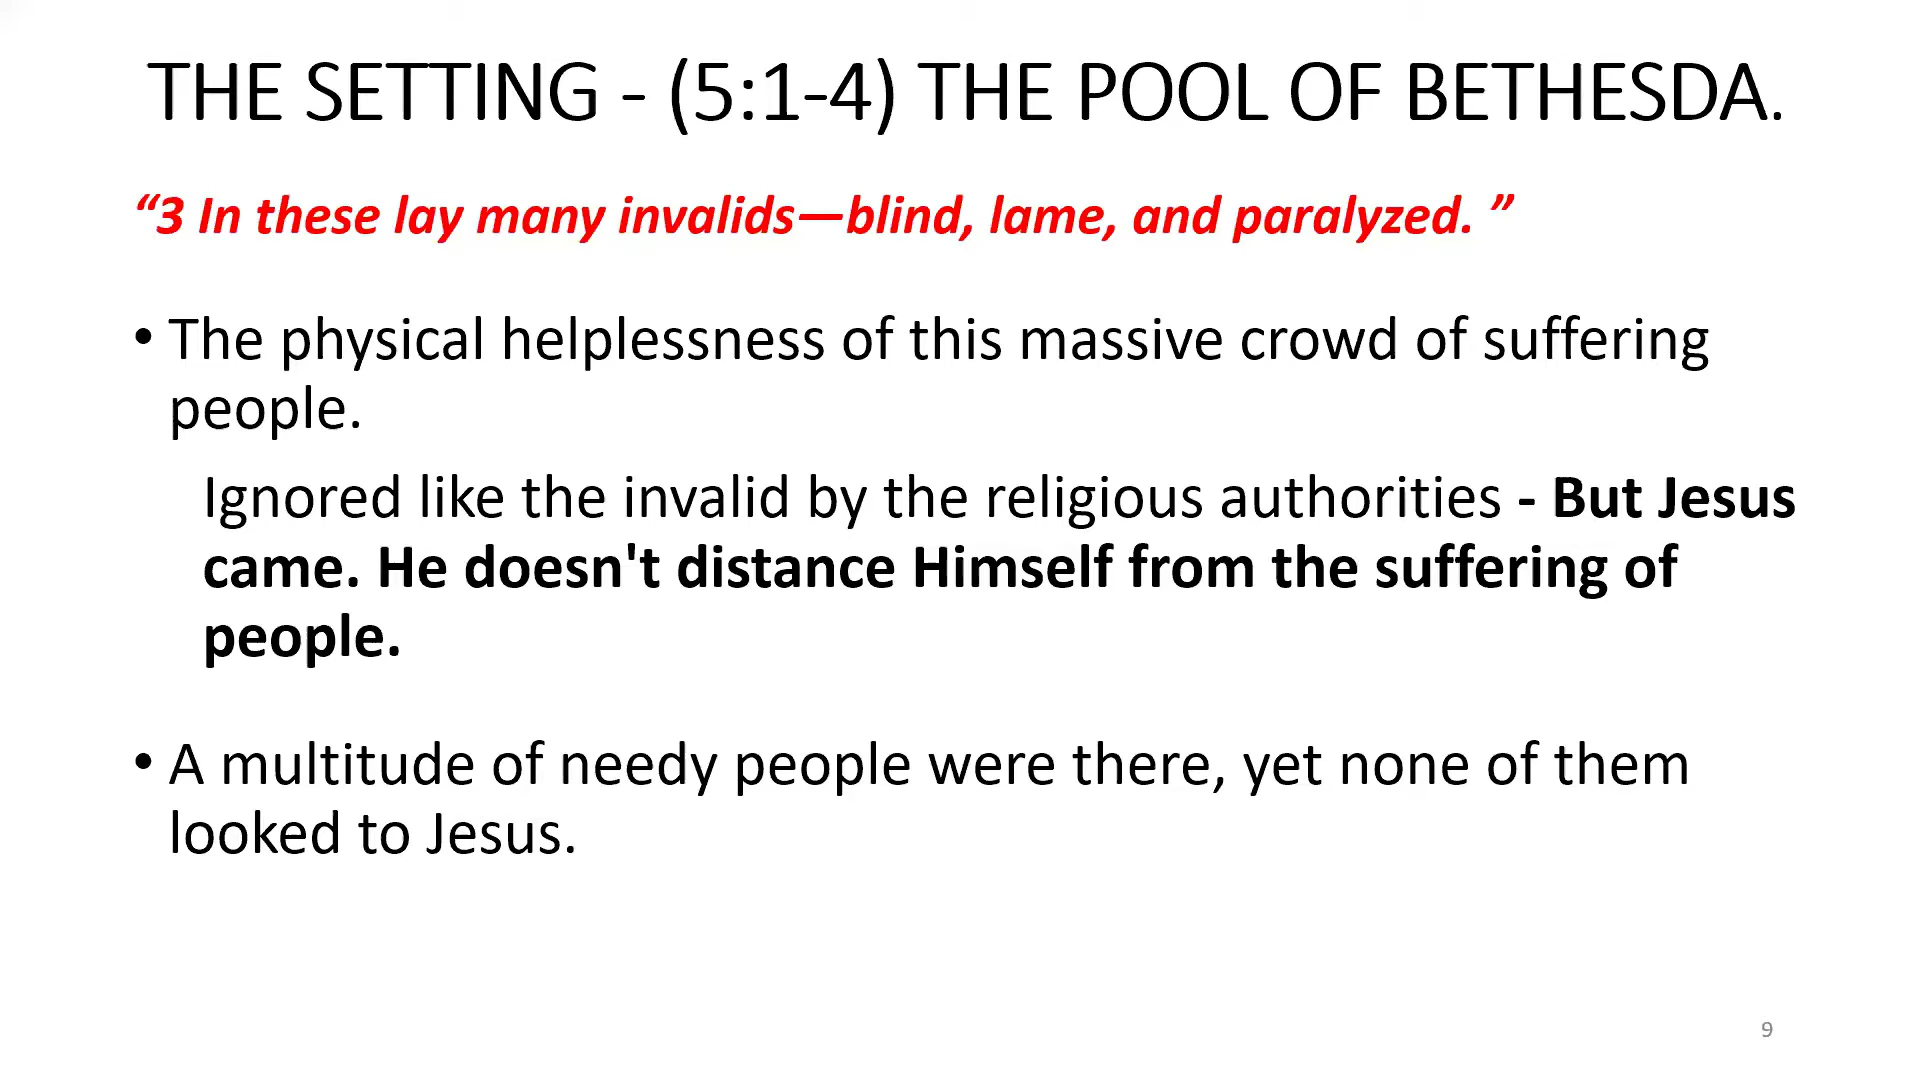 THE SETTING - (5:1-4) THE POOL OF BETHESDA.
“3 In these lay many invalids—blind, lame, and paralyzed. ”
• The physical helplessness of this massive crowd of suffering
people.
Ignored like the invalid by the religious authorities - But Jesus
came. He doesn't distance Himself from the suffering of
people.
• A multitude of needy people were there, yet none of them
looked to Jesus.
9